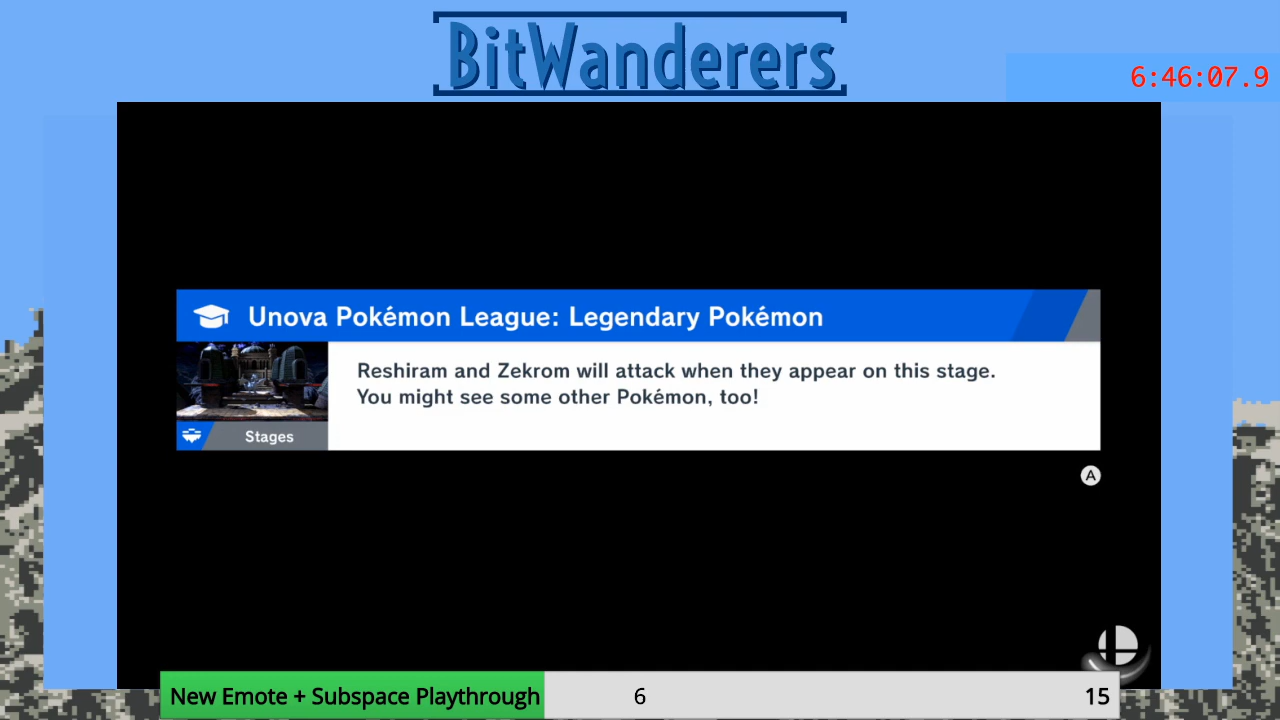 BitWanderers
6:46:07.9
Unova Pokémon League: Legendary Pokémon
Reshiram and Zekrom will attack when they appear on this stage.
You might see some other Pokémon, too!
Stages
A
New Emote + Subspace Playthrough 6 15